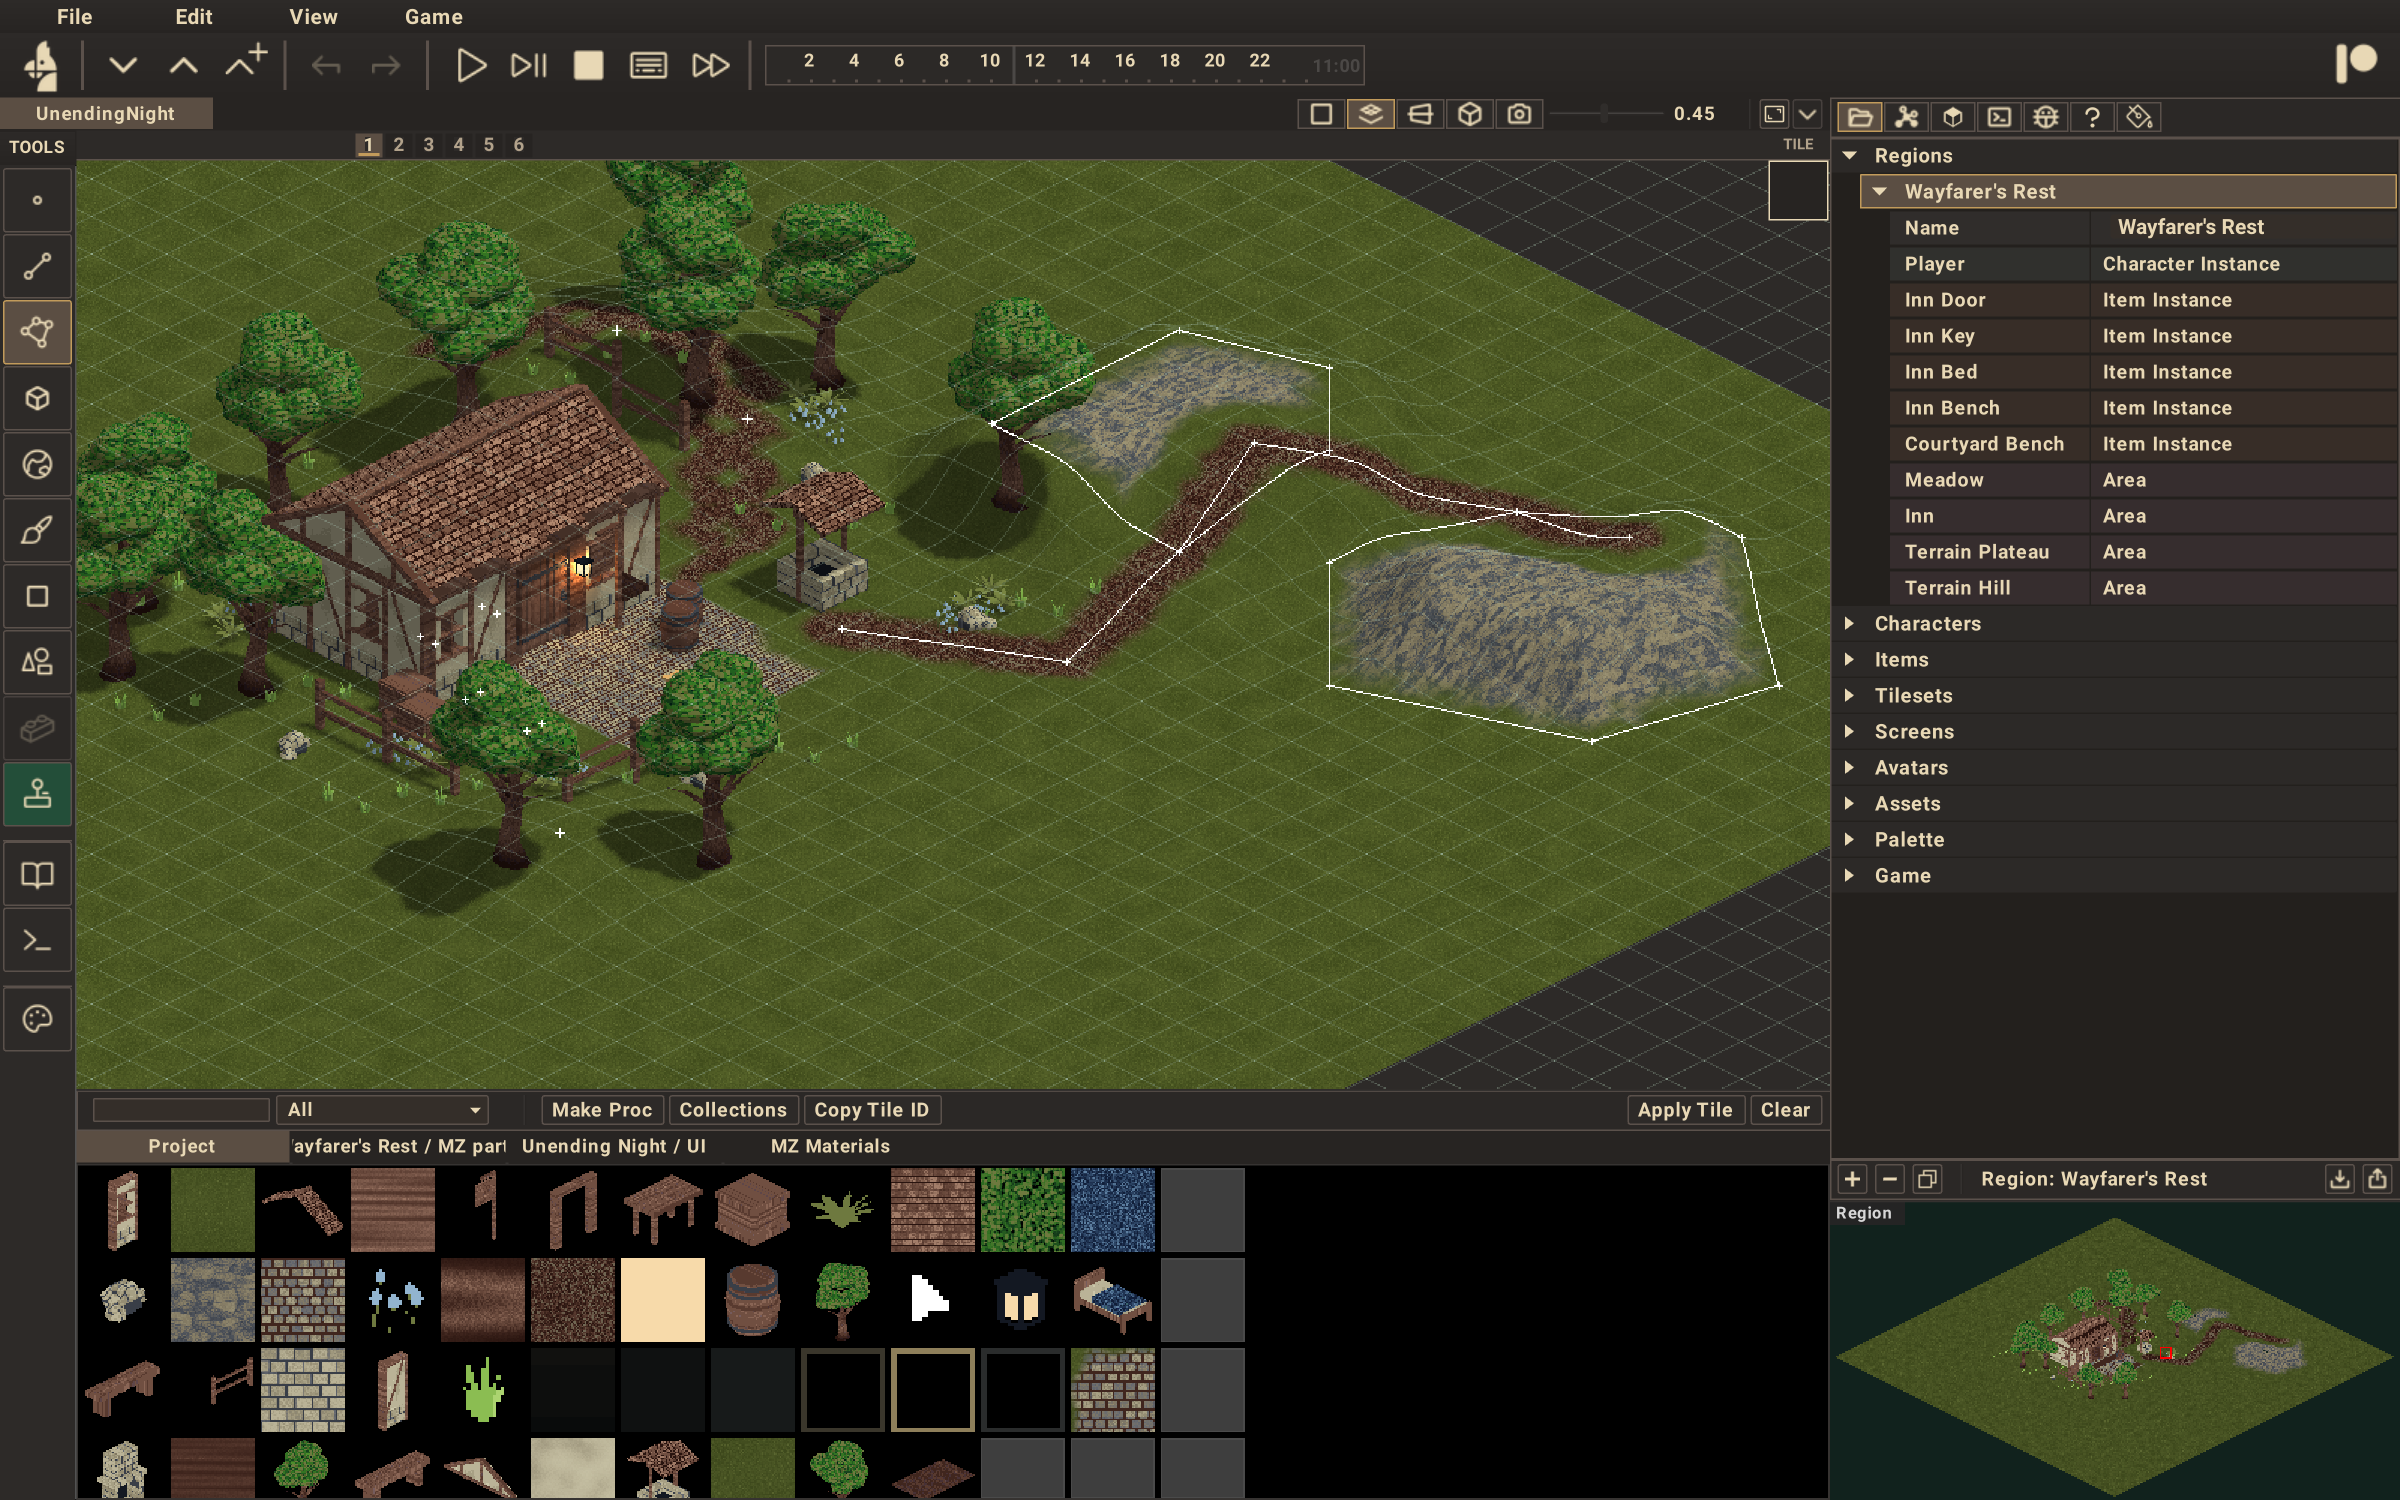 File Edit View Game
2 4 6 8 10 12 14 16 18 20 22 11:00
UnendingNight
0.45
TOOLS
1 2 3 4 5 6
TILE
Regions
Wayfarer's Rest
Name Wayfarer's Rest
Player Character Instance
Inn Door Item Instance
Inn Key Item Instance
Inn Bed Item Instance
Inn Bench Item Instance
Courtyard Bench Item Instance
Meadow Area
Inn Area
Terrain Plateau Area
Terrain Hill Area
Characters
Items
Tilesets
Screens
Avatars
Assets
Palette
Game
All Make Proc Collections Copy Tile ID Apply Tile Clear
Project ayfarer's Rest / MZ part Unending Night / UI MZ Materials
Region: Wayfarer's Rest
Region